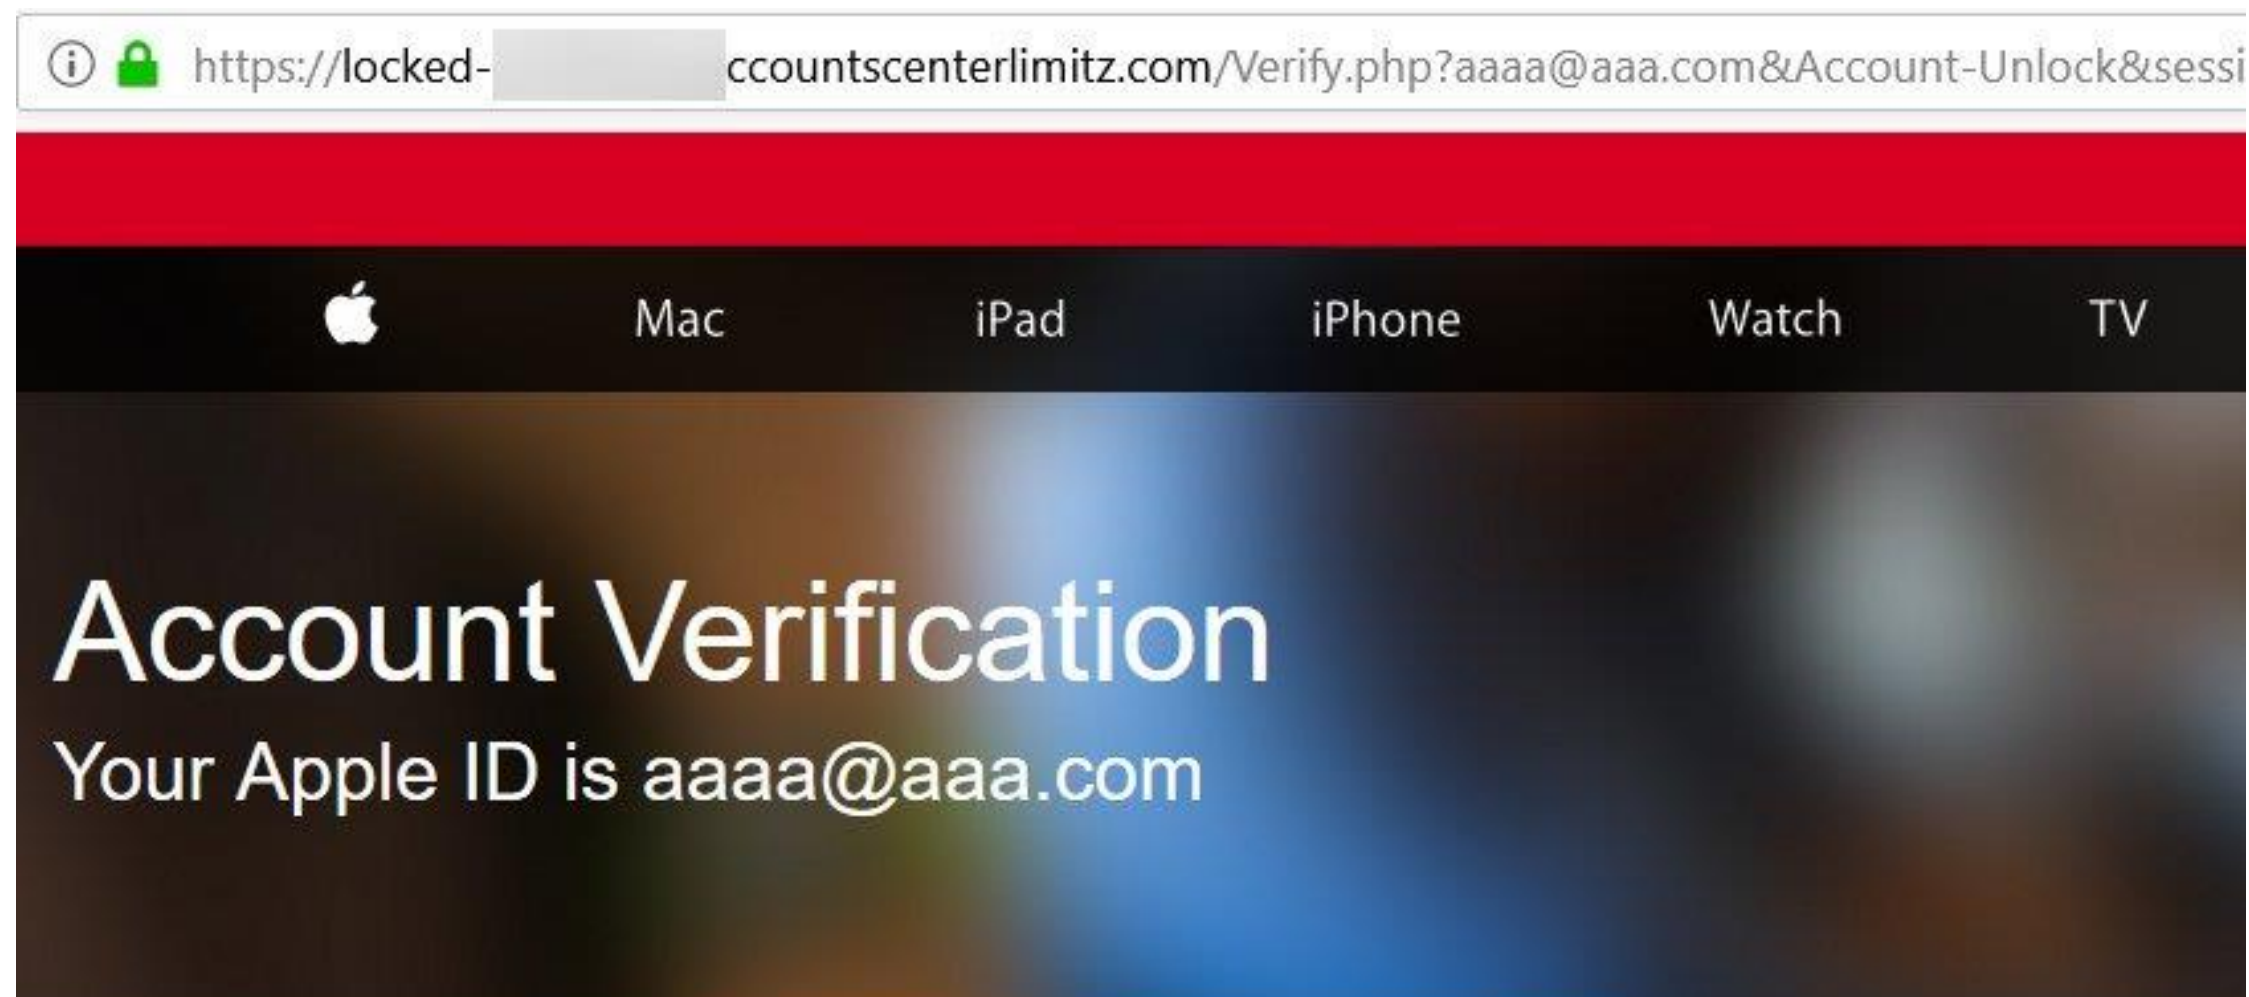 https://locked- ccountscenterlimitz.com/Verify.php?aaaa@aaa.com&Account-Unlock&sessi
Mac iPad iPhone Watch TV
Account Verification
Your Apple ID is aaaa@aaa.com